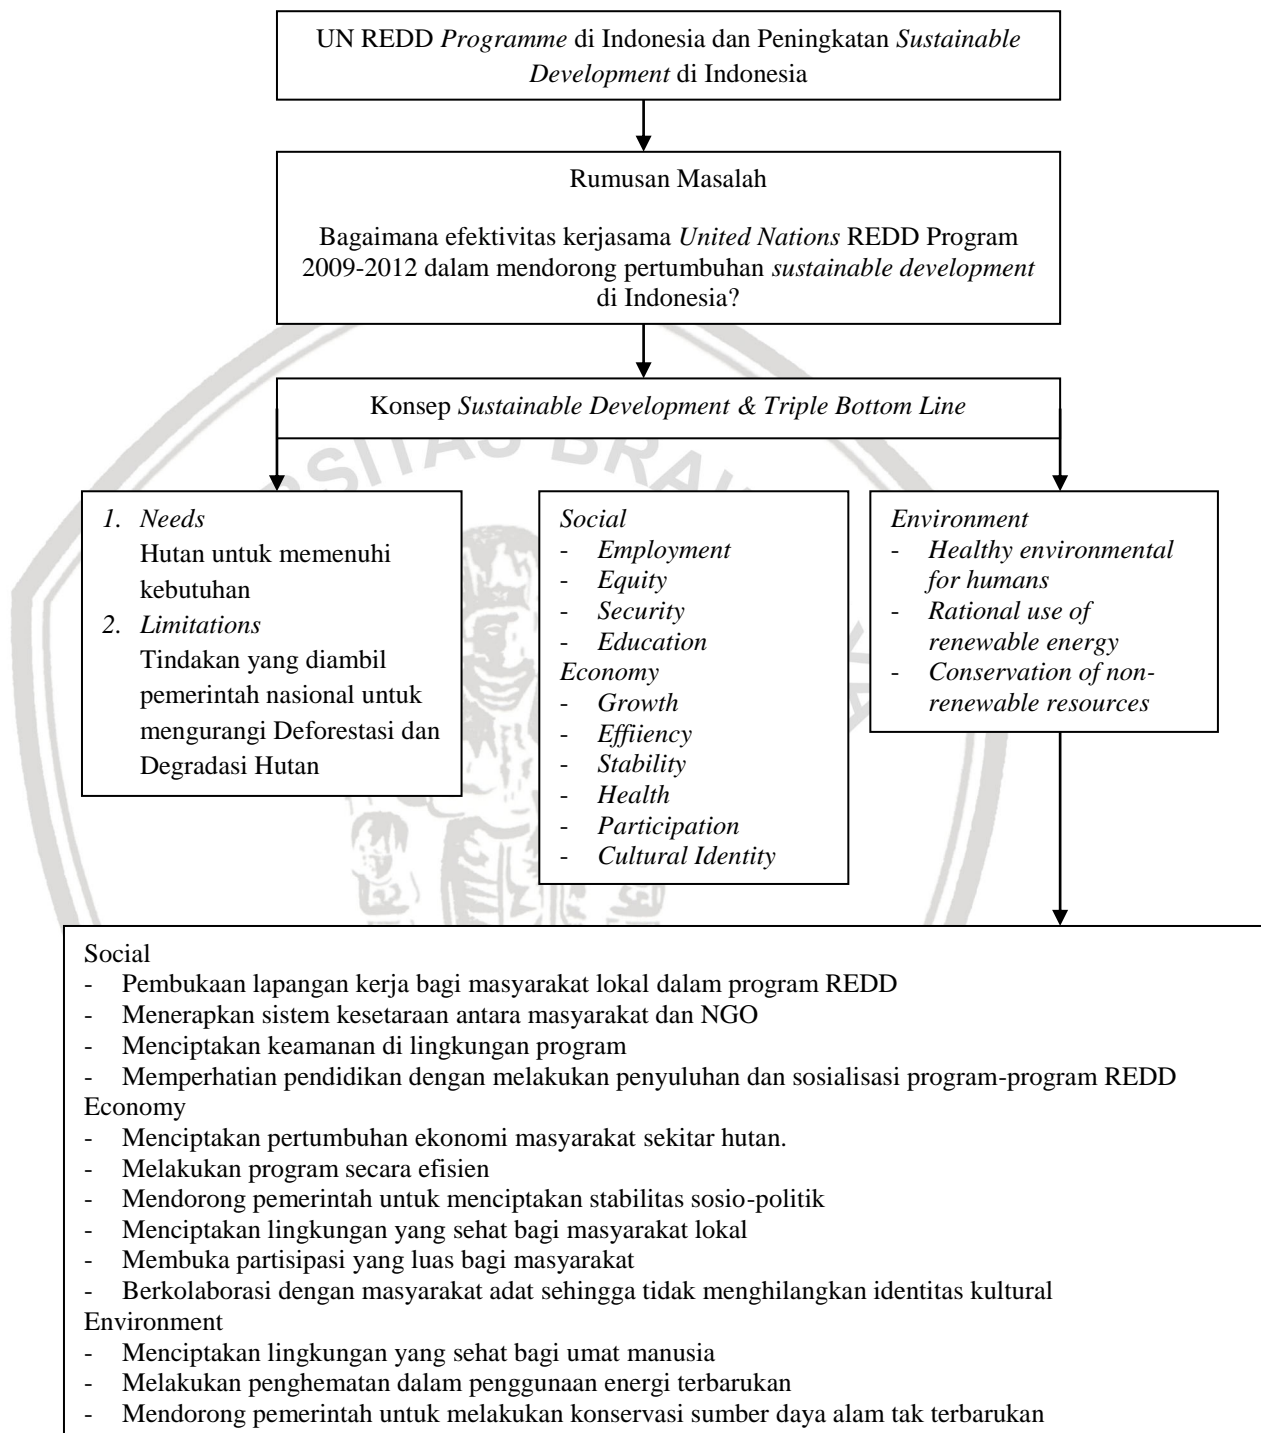 UN REDD Programme di Indonesia dan Peningkatan Sustainable
Development di Indonesia
Rumusan Masalah
Bagaimana efektivitas kerjasama United Nations REDD Program
2009-2012 dalam mendorong pertumbuhan sustainable development
di Indonesia?
Konsep Sustainable Development & Triple Bottom Line
1. Needs
Hutan untuk memenuhi
kebutuhan
2. Limitations
Tindakan yang diambil
pemerintah nasional untuk
mengurangi Deforestasi dan
Degradasi Hutan
Social
- Employment
- Equity
- Security
- Education
Economy
- Growth
- Effiiency
- Stability
- Health
- Participation
- Cultural Identity
Environment
- Healthy environmental
for humans
- Rational use of
renewable energy
- Conservation of non-
renewable resources
Social
- Pembukaan lapangan kerja bagi masyarakat lokal dalam program REDD
- Menerapkan sistem kesetaraan antara masyarakat dan NGO
- Menciptakan keamanan di lingkungan program
- Memperhatian pendidikan dengan melakukan penyuluhan dan sosialisasi program-program REDD
Economy
- Menciptakan pertumbuhan ekonomi masyarakat sekitar hutan.
- Melakukan program secara efisien
- Mendorong pemerintah untuk menciptakan stabilitas sosio-politik
- Menciptakan lingkungan yang sehat bagi masyarakat lokal
- Membuka partisipasi yang luas bagi masyarakat
- Berkolaborasi dengan masyarakat adat sehingga tidak menghilangkan identitas kultural
Environment
- Menciptakan lingkungan yang sehat bagi umat manusia
- Melakukan penghematan dalam penggunaan energi terbarukan
- Mendorong pemerintah untuk melakukan konservasi sumber daya alam tak terbarukan